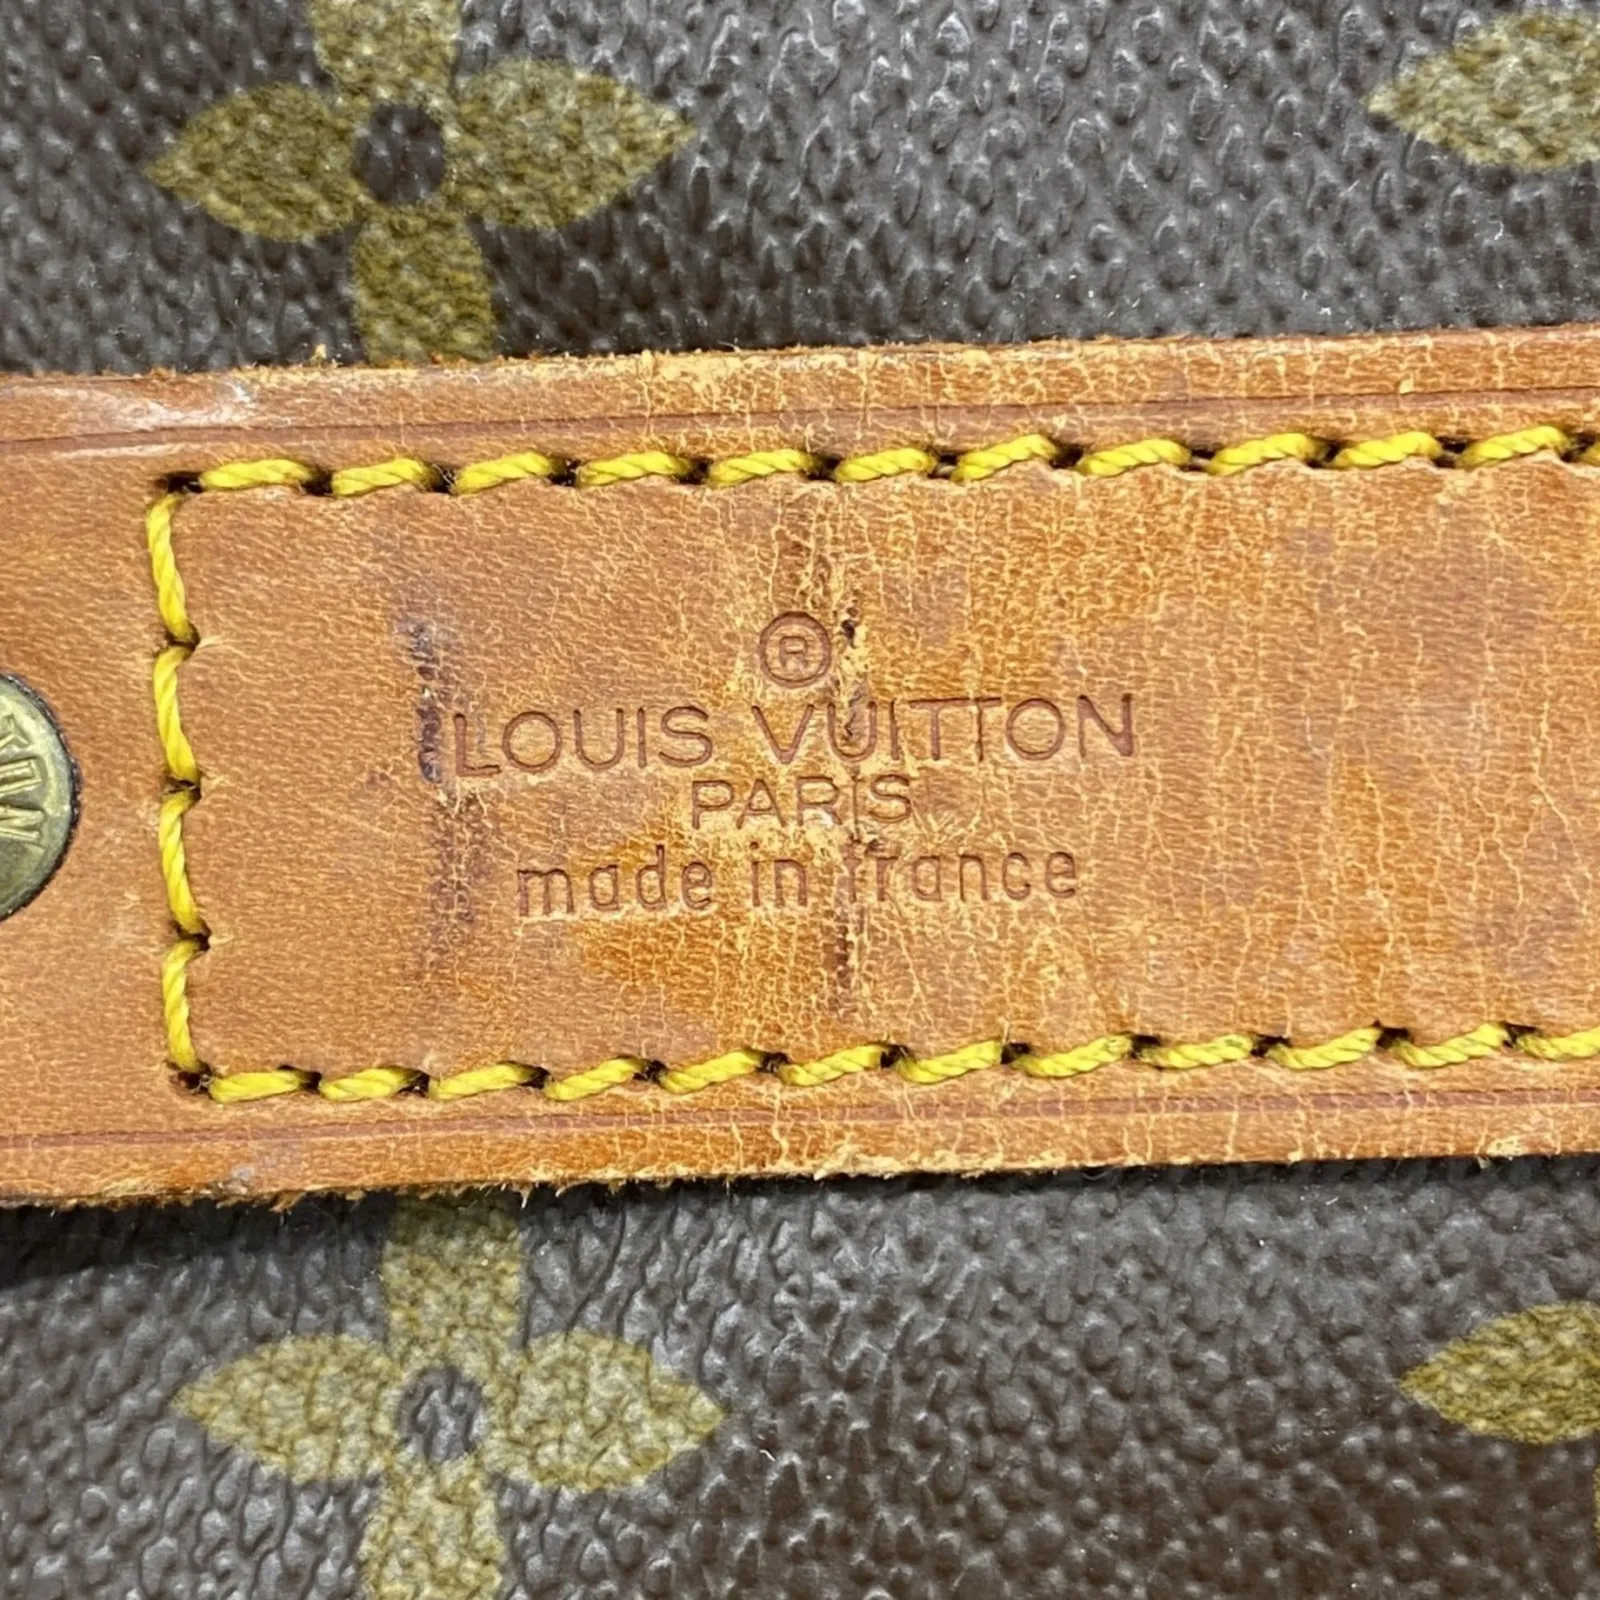 ®
LOUIS VUITTON
PARIS
made in france